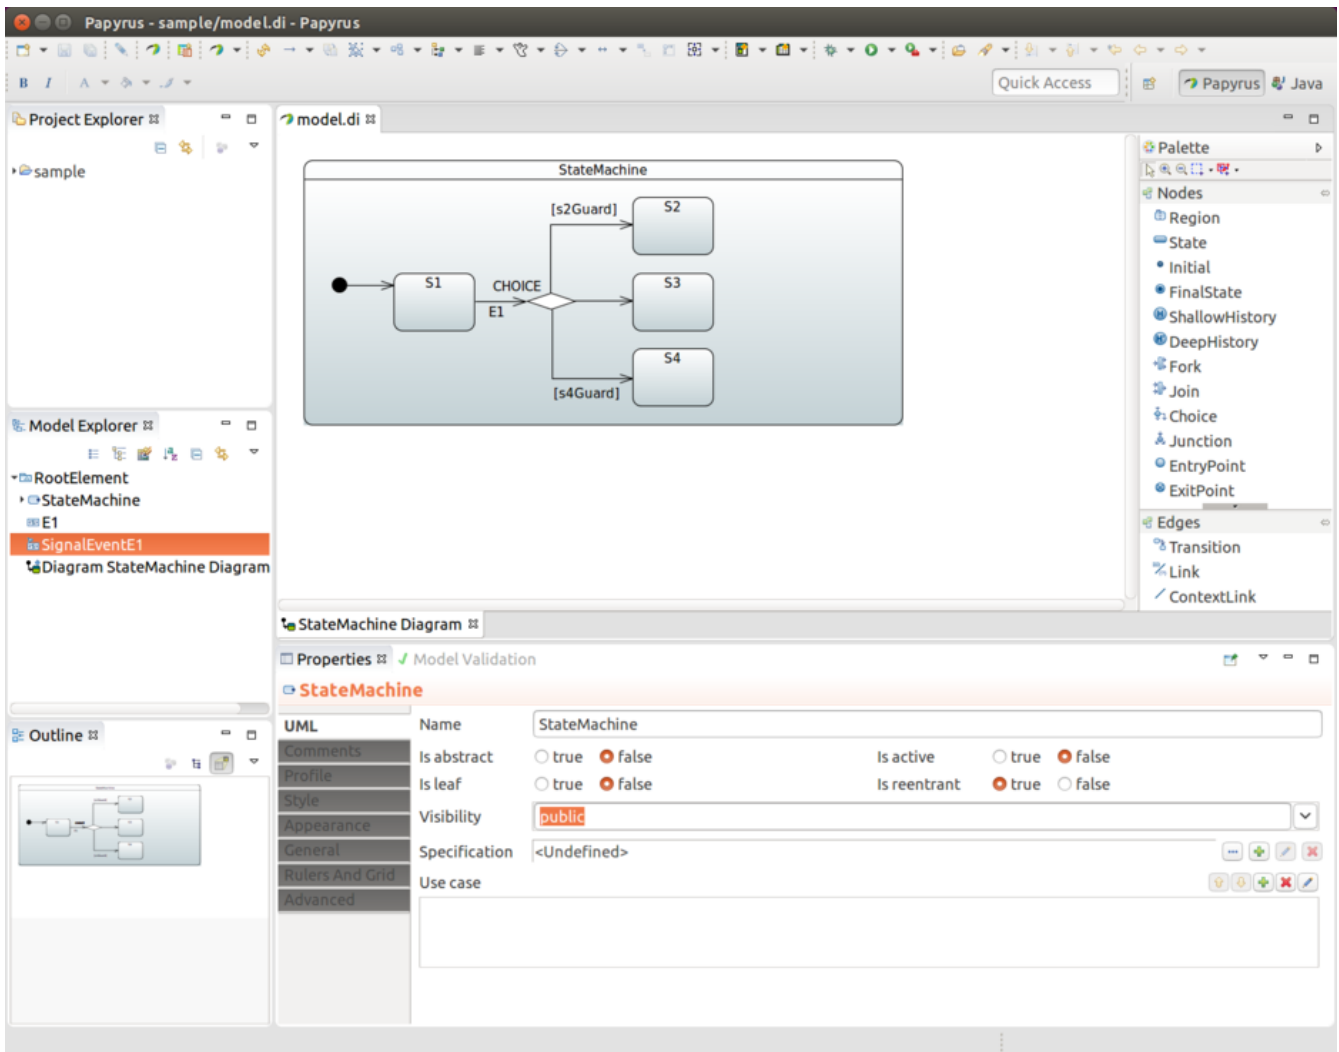 Papyrus - sample/model.di - Papyrus
B I A
Quick Access
Papyrus
Java
Project Explorer
sample
model.di
StateMachine
[s2Guard]
S2
S1
CHOICE
E1
S3
S4
[s4Guard]
Palette
Nodes
Region
State
Initial
FinalState
ShallowHistory
DeepHistory
Fork
Join
Choice
Junction
EntryPoint
ExitPoint
Edges
Transition
Link
ContextLink
Model Explorer
RootElement
StateMachine
E1
SignalEventE1
Diagram StateMachine Diagram
StateMachine Diagram
Outline
Properties
Model Validation
StateMachine
UML
Comments
Profile
Style
Appearance
General
Rulers And Grid
Advanced
Name StateMachine
Is abstract true false Is active true false
Is leaf true false Is reentrant true false
Visibility public
Specification <Undefined>
Use case